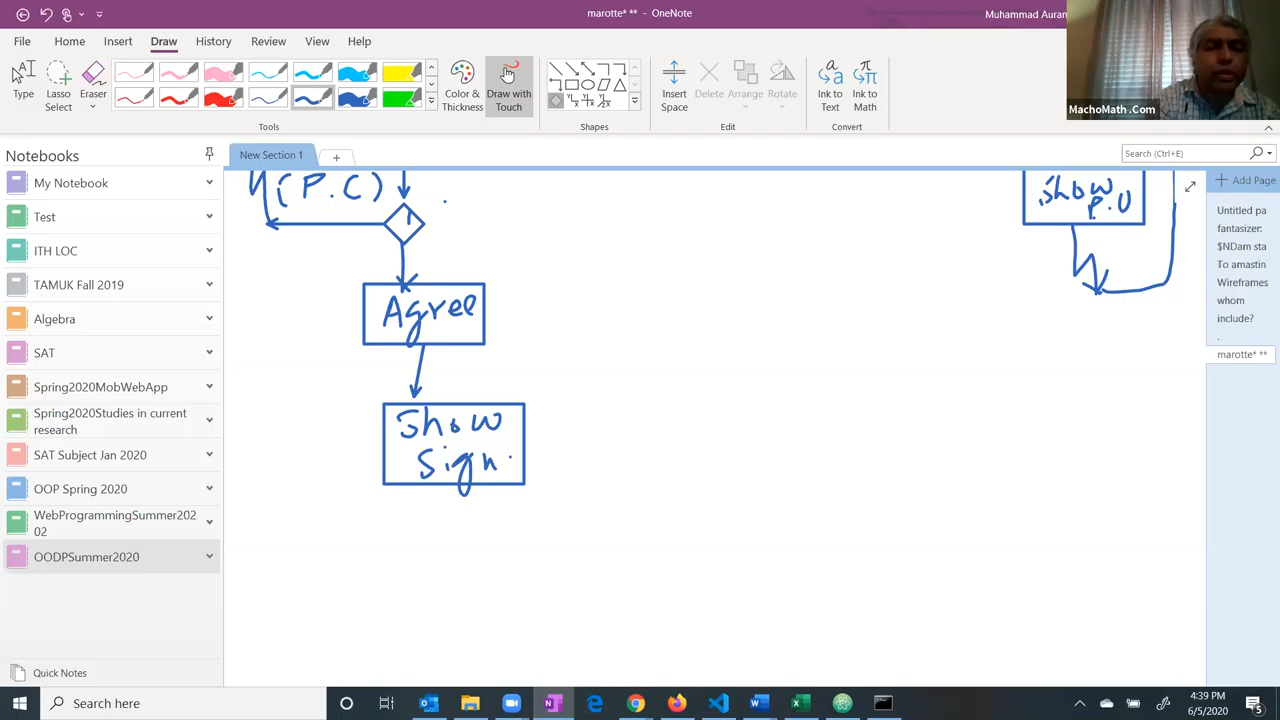 marotte* ** - OneNote
Muhammad Auran
File Home Insert Draw History Review View Help
Type
Lasso Select
Eraser
Color & Thickness
Draw with Touch
Insert Space
Delete
Arrange
Rotate
Ink to Text
Ink to Math
Tools
Shapes
Edit
Convert
MachoMath .Com
Notebooks
New Section 1
Search (Ctrl+E)
Add Page
My Notebook
Test
ITH LOC
TAMUK Fall 2019
Algebra
SAT
Spring2020MobWebApp
Spring2020Studies in current
research
SAT Subject Jan 2020
OOP Spring 2020
WebProgrammingSummer202
02
OODPSummer2020
Quick Notes
(P.C)
Agree
Show
Sign
Show
P.U
Untitled pa
fantasizer:
$NDam sta
To amastin
Wireframes
whom
include?
.
marotte* **
Search here
4:39 PM
6/5/2020
5